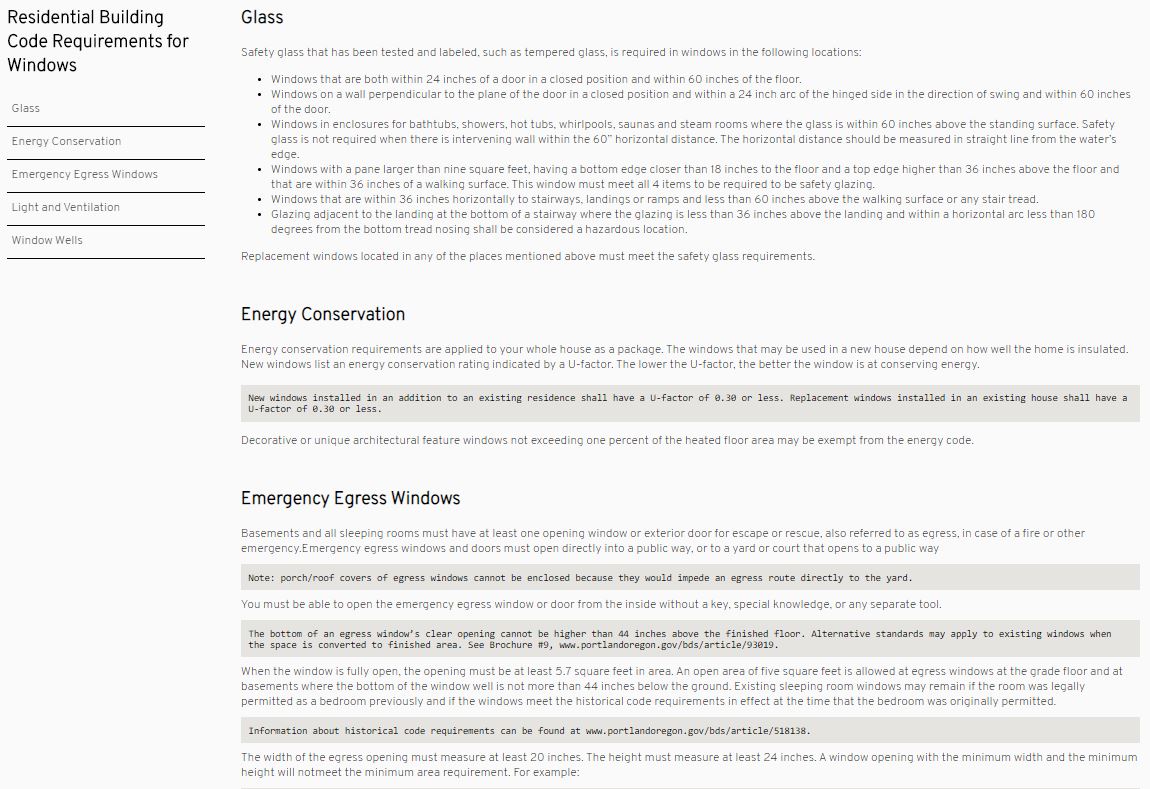 Residential Building
Code Requirements for
Windows
Glass
Energy Conservation
Emergency Egress Windows
Light and Ventilation
Window Wells
Glass
Safety glass that has been tested and labeled, such as tempered glass, is required in windows in the following locations:
• Windows that are both within 24 inches of a door in a closed position and within 60 inches of the floor.
• Windows on a wall perpendicular to the plane of the door in a closed position and within a 24 inch arc of the hinged side in the direction of swing and within 60 inches
of the door.
• Windows in enclosures for bathtubs, showers, hot tubs, whirlpools, saunas and steam rooms where the glass is within 60 inches above the standing surface. Safety
glass is not required when there is intervening wall within the 60” horizontal distance. The horizontal distance should be measured in straight line from the water’s
edge.
• Windows with a pane larger than nine square feet, having a bottom edge closer than 18 inches to the floor and a top edge higher than 36 inches above the floor and
that are within 36 inches of a walking surface. This window must meet all 4 items to be required to be safety glazing.
• Windows that are within 36 inches horizontally to stairways, landings or ramps and less than 60 inches above the walking surface or any stair tread.
• Glazing adjacent to the landing at the bottom of a stairway where the glazing is less than 36 inches above the landing and within a horizontal arc less than 180
degrees from the bottom tread nosing shall be considered a hazardous location.
Replacement windows located in any of the places mentioned above must meet the safety glass requirements.
Energy Conservation
Energy conservation requirements are applied to your whole house as a package. The windows that may be used in a new house depend on how well the home is insulated.
New windows list an energy conservation rating indicated by a U-factor. The lower the U-factor, the better the window is at conserving energy.
New windows installed in an addition to an existing residence shall have a U-factor of 0.30 or less. Replacement windows installed in an existing house shall have a
U-factor of 0.30 or less.
Decorative or unique architectural feature windows not exceeding one percent of the heated floor area may be exempt from the energy code.
Emergency Egress Windows
Basements and all sleeping rooms must have at least one opening window or exterior door for escape or rescue, also referred to as egress, in case of a fire or other
emergency.Emergency egress windows and doors must open directly into a public way, or to a yard or court that opens to a public way
Note: porch/roof covers of egress windows cannot be enclosed because they would impede an egress route directly to the yard.
You must be able to open the emergency egress window or door from the inside without a key, special knowledge, or any separate tool.
The bottom of an egress window’s clear opening cannot be higher than 44 inches above the finished floor. Alternative standards may apply to existing windows when
the space is converted to finished area. See Brochure #9, www.portlandoregon.gov/bds/article/93019.
When the window is fully open, the opening must be at least 5.7 square feet in area. An open area of five square feet is allowed at egress windows at the grade floor and at
basements where the bottom of the window well is not more than 44 inches below the ground. Existing sleeping room windows may remain if the room was legally
permitted as a bedroom previously and if the windows meet the historical code requirements in effect at the time that the bedroom was originally permitted.
Information about historical code requirements can be found at www.portlandoregon.gov/bds/article/518138.
The width of the egress opening must measure at least 20 inches. The height must measure at least 24 inches. A window opening with the minimum width and the minimum
height will notmeet the minimum area requirement. For example: